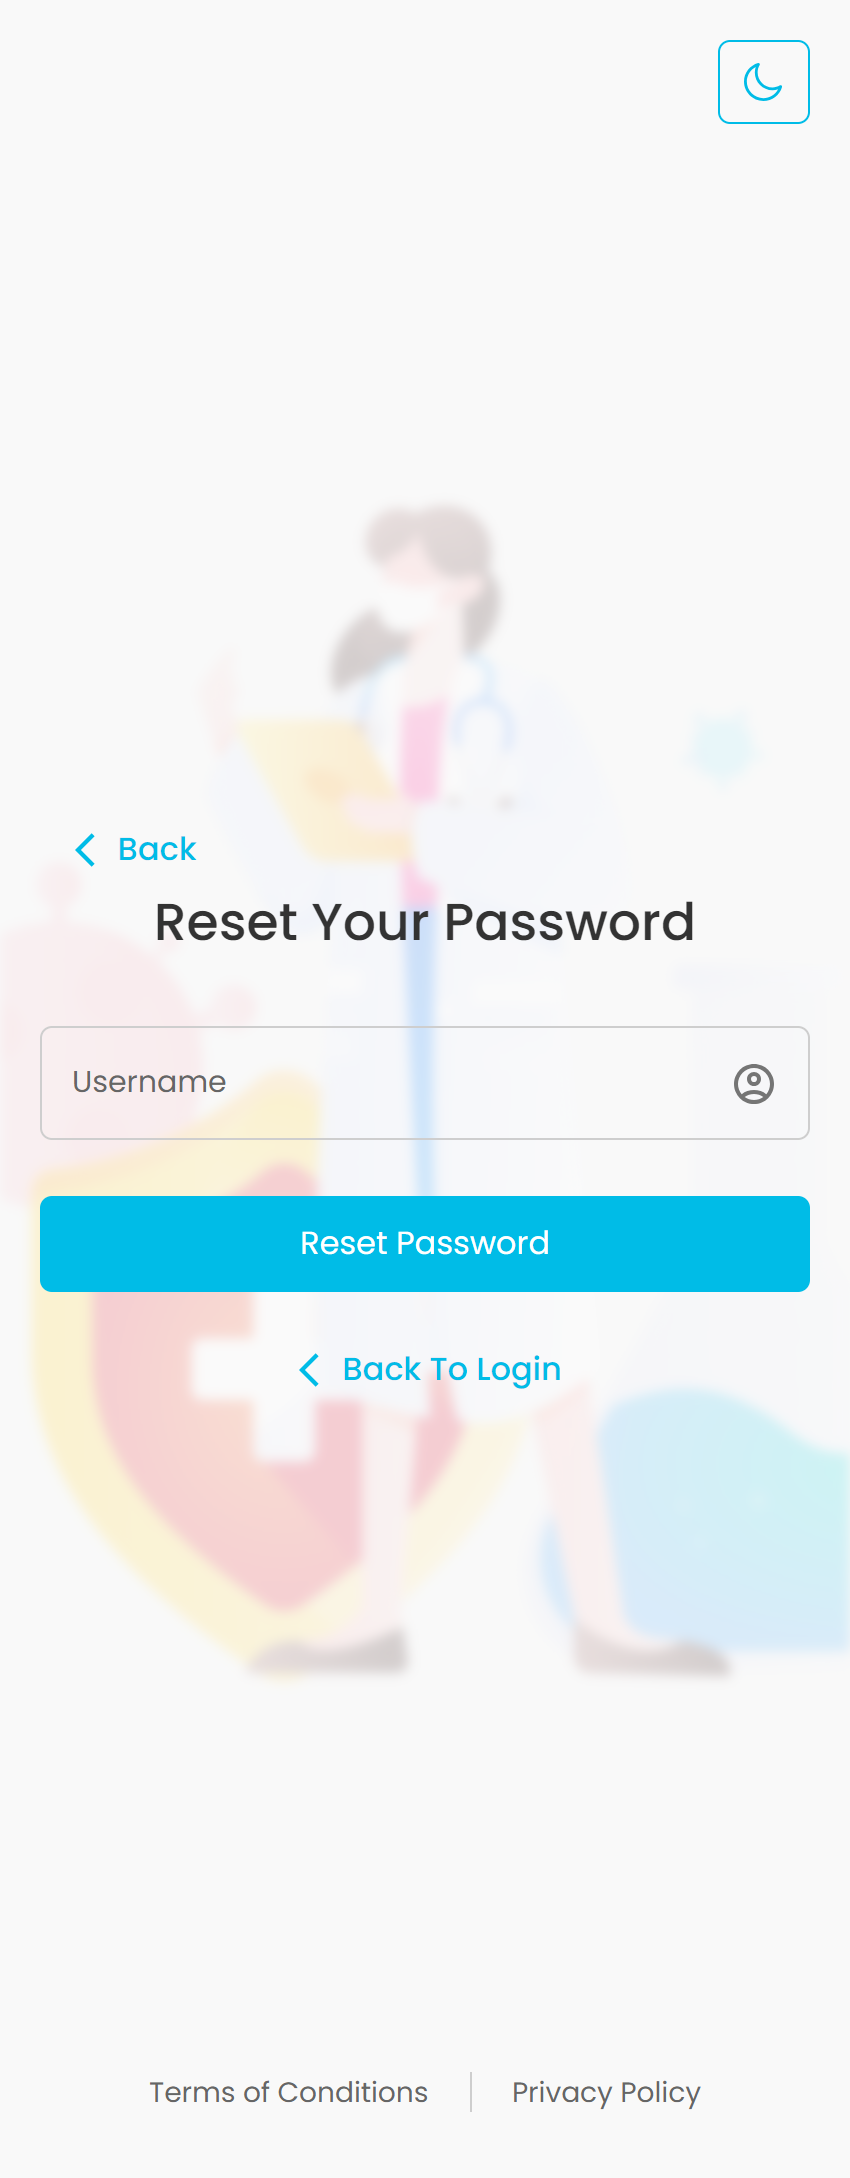 Back
Reset Your Password
Username
Reset Password
Back To Login
Terms of Conditions
Privacy Policy